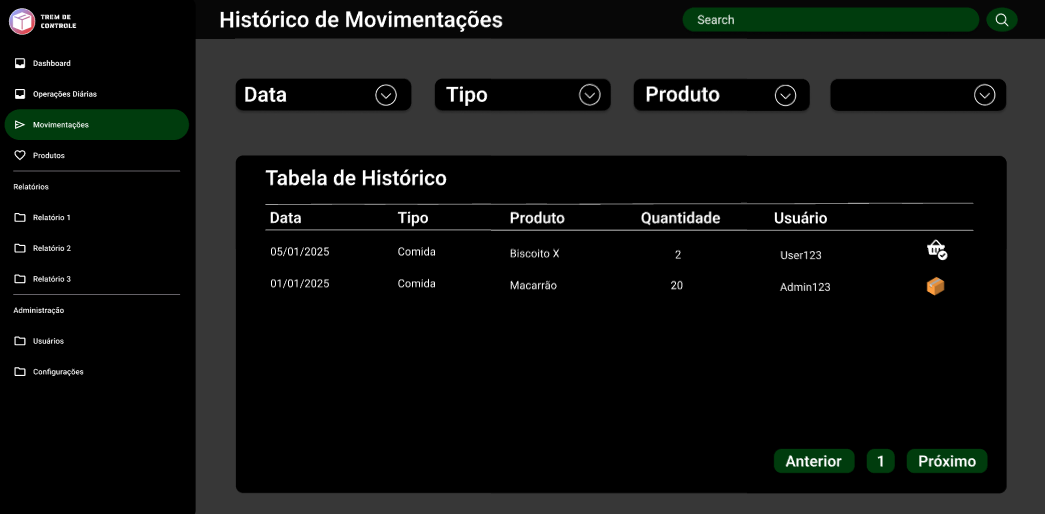 TREM DE
CONTROLE
Dashboard
Operações Diárias
Movimentações
Produtos
Relatórios
Relatório 1
Relatório 2
Relatório 3
Administração
Usuários
Configurações
Histórico de Movimentações
Search
Data
Tipo
Produto
Tabela de Histórico
Data Tipo Produto Quantidade Usuário
05/01/2025 Comida Biscoito X 2 User123
01/01/2025 Comida Macarrão 20 Admin123
Anterior 1 Próximo